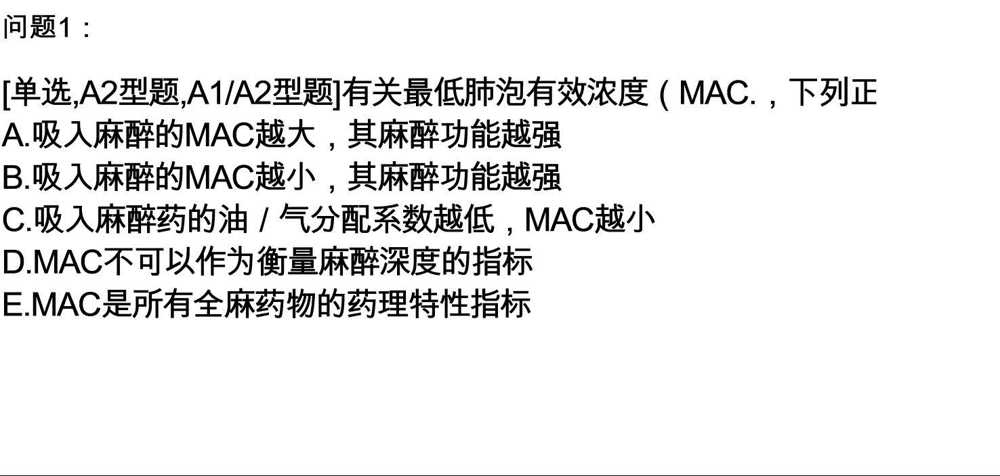 问题1：
[单选,A2型题,A1/A2型题]有关最低肺泡有效浓度（MAC.，下列正
A.吸入麻醉的MAC越大，其麻醉功能越强
B.吸入麻醉的MAC越小，其麻醉功能越强
C.吸入麻醉药的油／气分配系数越低，MAC越小
D.MAC不可以作为衡量麻醉深度的指标
E.MAC是所有全麻药物的药理特性指标